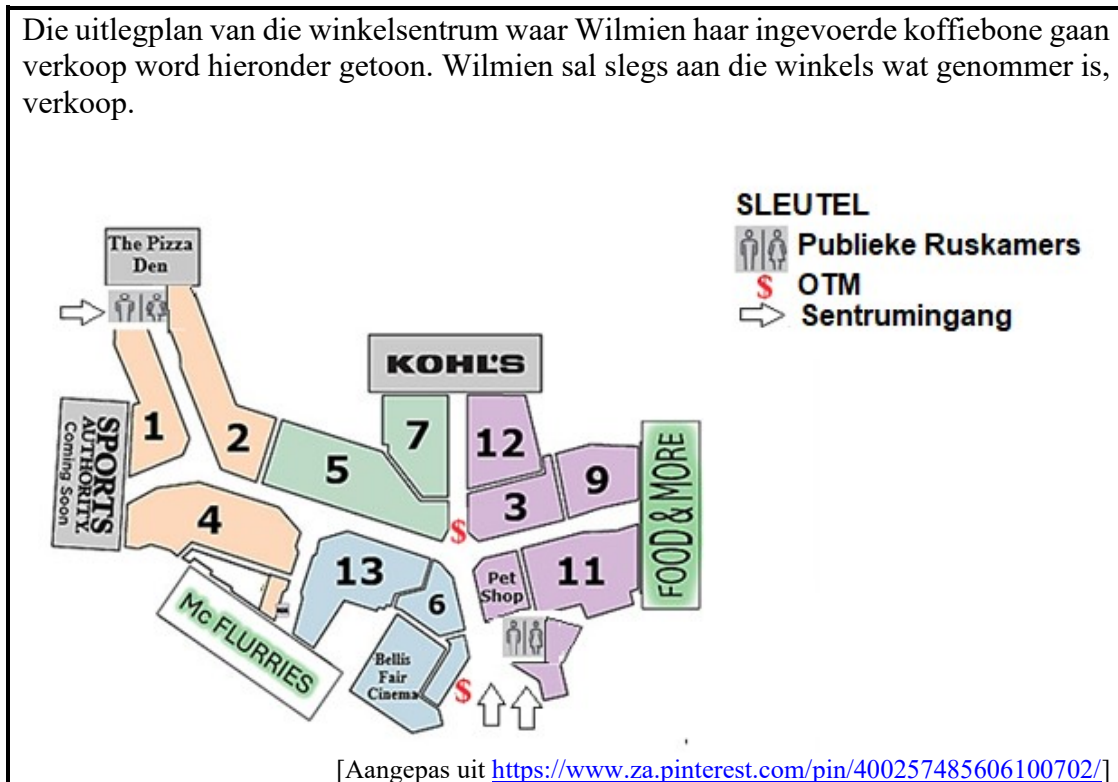 Die uitlegplan van die winkelsentrum waar Wilmien haar ingevoerde koffiebone gaan
verkoop word hieronder getoon. Wilmien sal slegs aan die winkels wat genommer is,
verkoop.
SLEUTEL
Publieke Ruskamers
$ OTM
Sentrumingang
The Pizza
Den
KOHL'S
SPORTS
AUTHORITY
Coming Soon
1
2
5
7
12
9
3
FOOD & MORE
4
13
6
Pet
Shop
11
Mc FLURRIES
Bellis
Fair
Cinema
$
$
[Aangepas uit https://www.za.pinterest.com/pin/400257485606100702/]